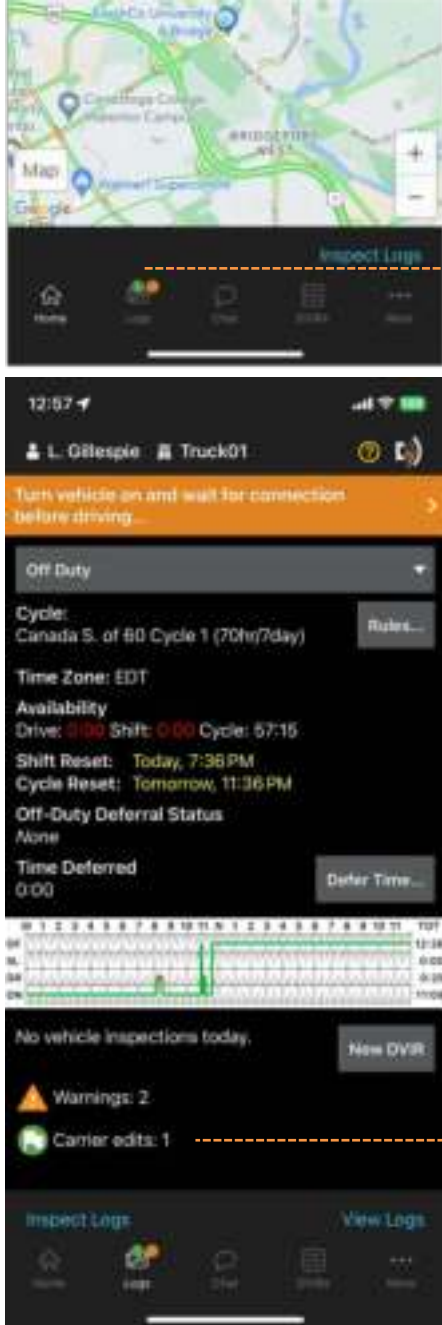 Map
Inspect Logs
Home
Logs
Chat
12:57
L. Gillespie Truck01
Turn vehicle on and wait for connection
before driving...
Off Duty
Cycle:
Canada S. of 60 Cycle 1 (70hr/7day)
Rules...
Time Zone: EDT
Availability
Drive: 0:00 Shift: 0:00 Cycle: 57:15
Shift Reset: Today, 7:36 PM
Cycle Reset: Tomorrow, 11:36 PM
Off-Duty Deferral Status
None
Time Deferred
0:00
Defer Time...
No vehicle inspections today.
New DVIR
Warnings: 2
Carrier edits: 1
Inspect Logs View Logs
Home Logs Chat